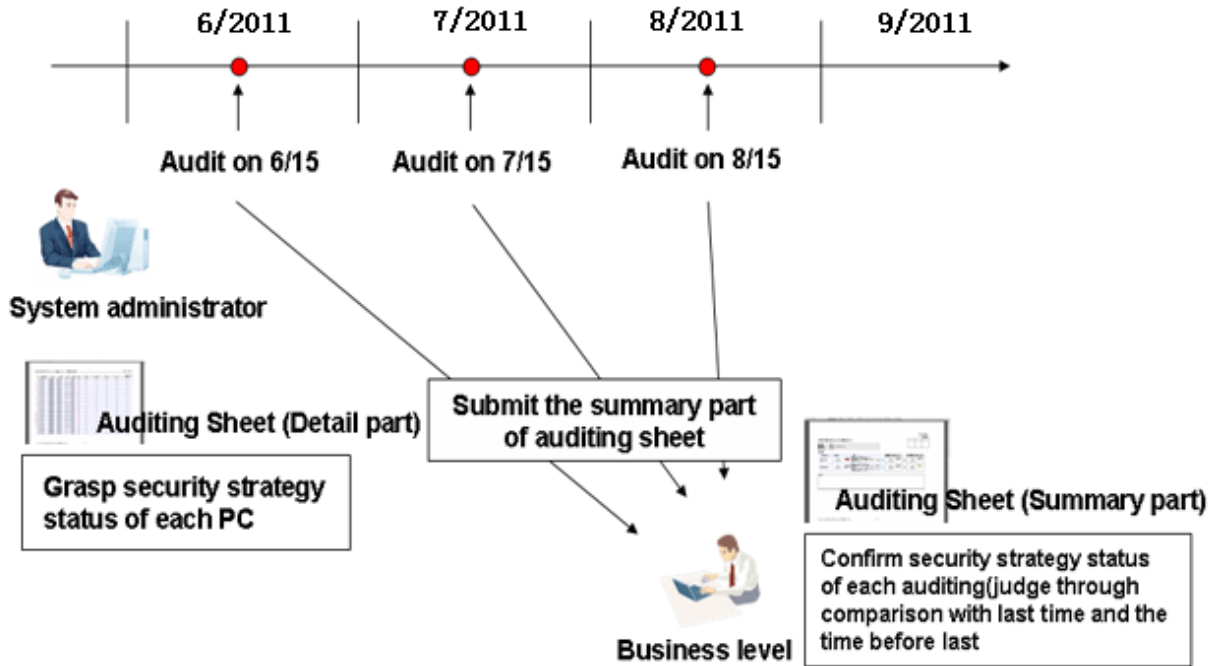 6/2011
7/2011
8/2011
9/2011
Audit on 6/15
Audit on 7/15
Audit on 8/15
System administrator
Auditing Sheet (Detail part)
Grasp security strategy
status of each PC
Submit the summary part
of auditing sheet
Auditing Sheet (Summary part)
Confirm security strategy status
of each auditing(judge through
comparison with last time and the
time before last
Business level